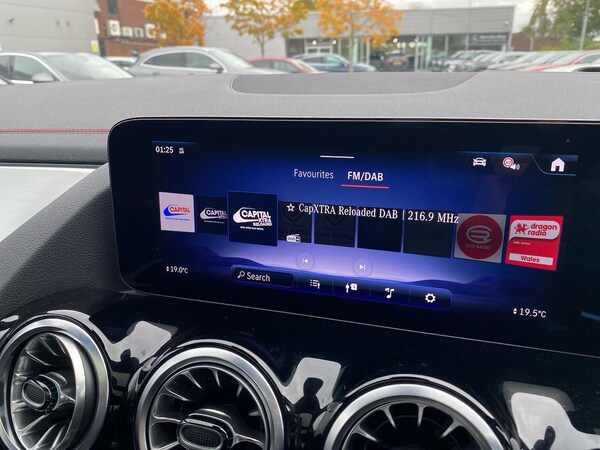 01:25
Favourites FM/DAB
CAPITAL
CAPITAL
XTRA
CAPITAL
XTRA
RELOADED
☆ CapXTRA Reloaded DAB | 216.9 MHz
dragon
radio
Wales
19.0°C
Search
19.5°C